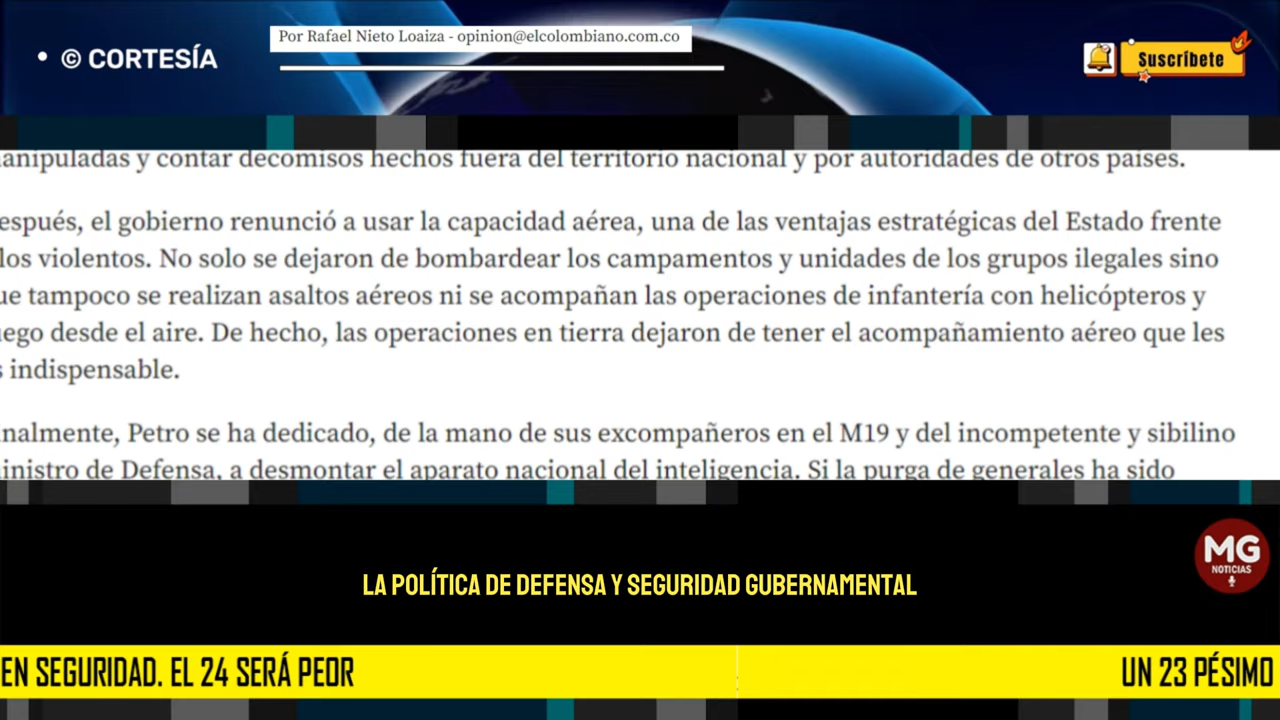 Por Rafael Nieto Loaiza - opinion@elcolombiano.com.co
• © CORTESÍA
Suscríbete
anipuladas y contar decomisos hechos fuera del territorio nacional y por autoridades de otros países.
espués, el gobierno renunció a usar la capacidad aérea, una de las ventajas estratégicas del Estado frente
los violentos. No solo se dejaron de bombardear los campamentos y unidades de los grupos ilegales sino
ue tampoco se realizan asaltos aéreos ni se acompañan las operaciones de infantería con helicópteros y
uego desde el aire. De hecho, las operaciones en tierra dejaron de tener el acompañamiento aéreo que les
s indispensable.
nalmente, Petro se ha dedicado, de la mano de sus excompañeros en el M19 y del incompetente y sibilino
inistro de Defensa, a desmontar el aparato nacional del inteligencia. Si la purga de generales ha sido
MG
NOTICIAS
LA POLÍTICA DE DEFENSA Y SEGURIDAD GUBERNAMENTAL
EN SEGURIDAD. EL 24 SERÁ PEOR
UN 23 PÉSIMO